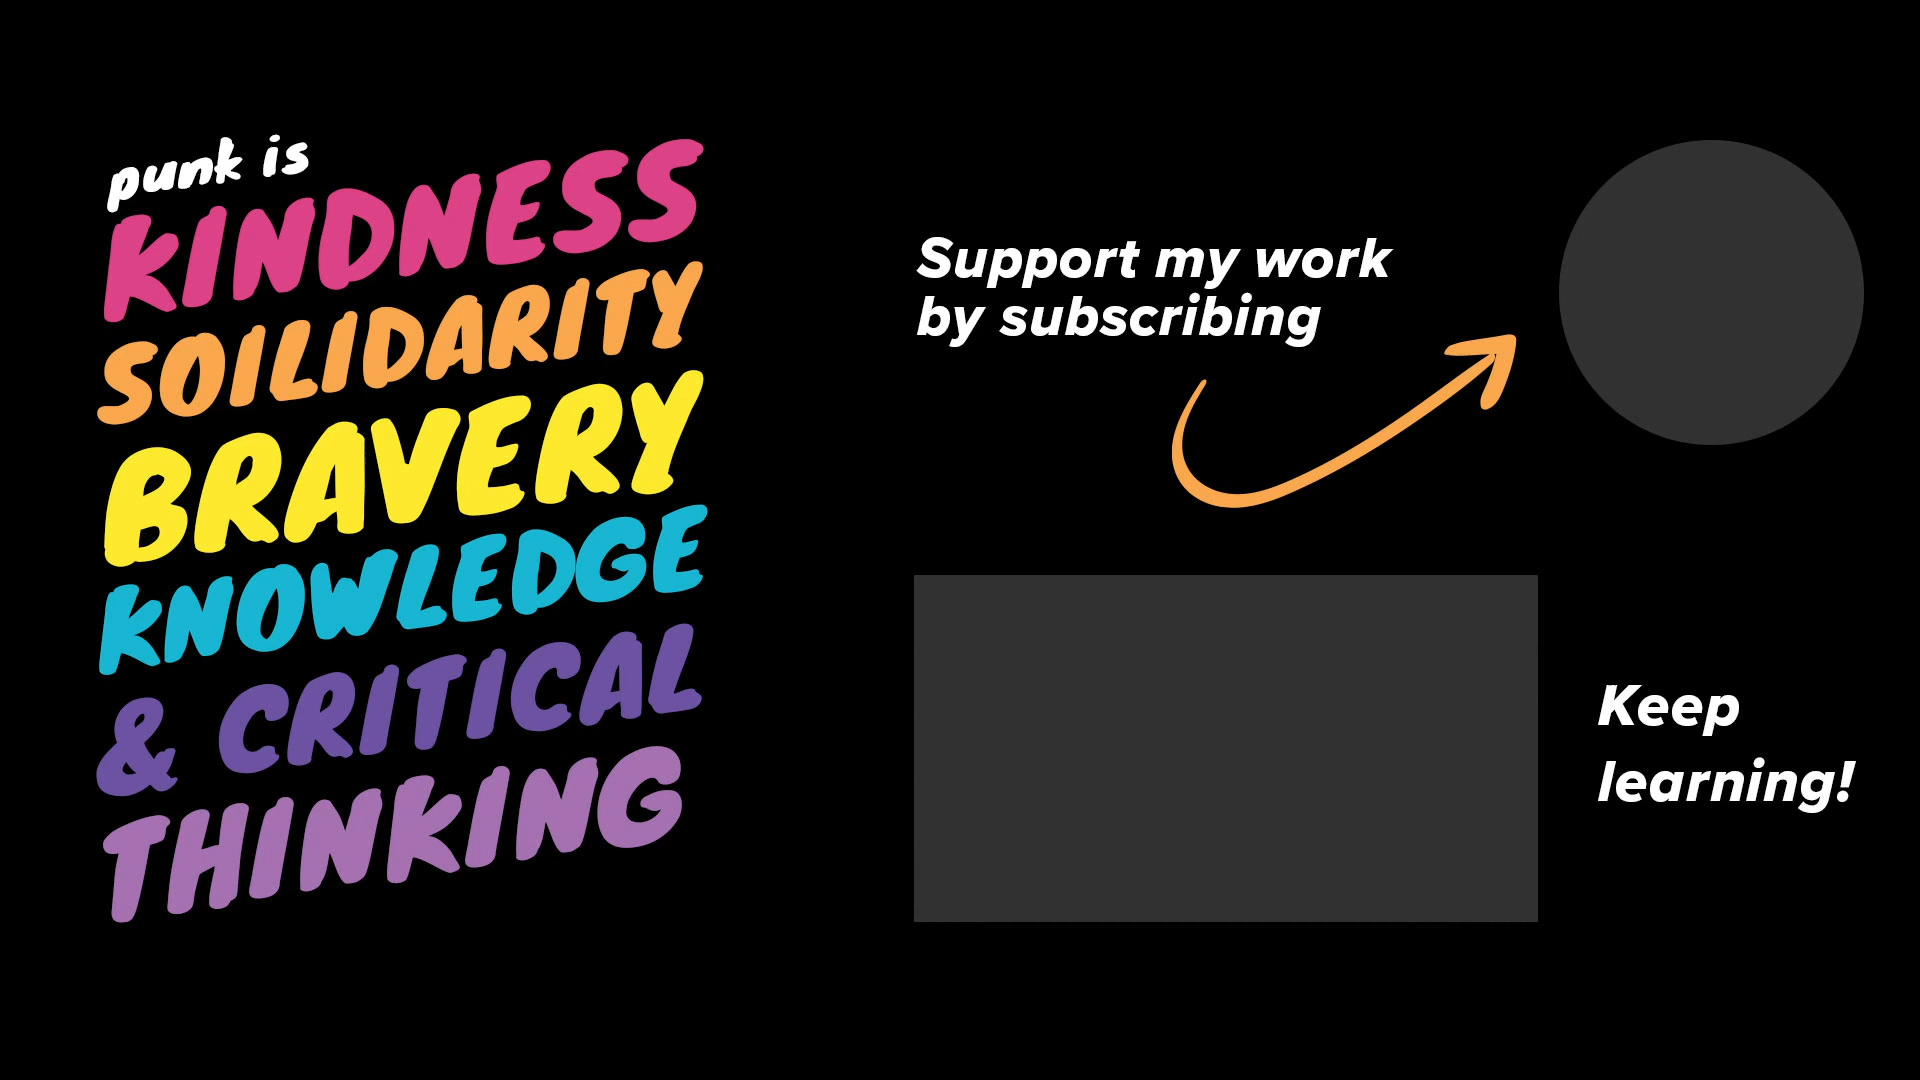 punk is
KINDNESS
SOILIDARITY
BRAVERY
KNOWLEDGE
& CRITICAL
THINKING
Support my work
by subscribing
Keep
learning!